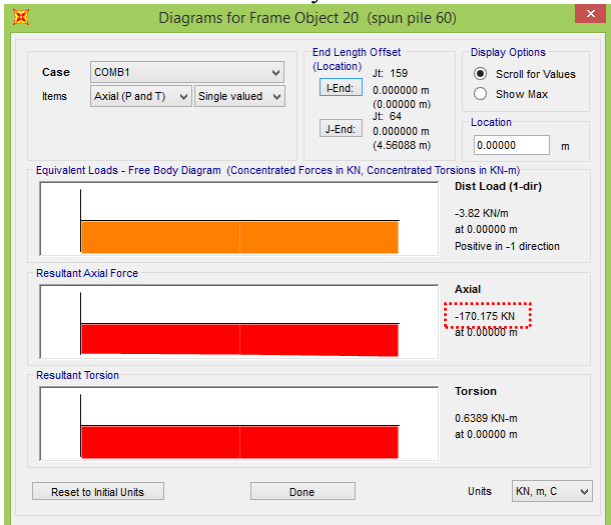 Diagrams for Frame Object 20 (spun pile 60)
×
Case
COMB1
Items
Axial (P and T)
Single valued
End Length Offset
(Location)
I-End:
Jt: 159
0.000000 m
(0.00000 m)
J-End:
Jt: 64
0.000000 m
(4.56088 m)
Display Options
Scroll for Values
Show Max
Location
0.00000 m
Equivalent Loads - Free Body Diagram (Concentrated Forces in KN, Concentrated Torsions in KN-m)
Dist Load (1-dir)
-3.82 KN/m
at 0.00000 m
Positive in -1 direction
Resultant Axial Force
Axial
-170.175 KN
at 0.00000 m
Resultant Torsion
Torsion
0.6389 KN-m
at 0.00000 m
Reset to Initial Units
Done
Units
KN, m, C